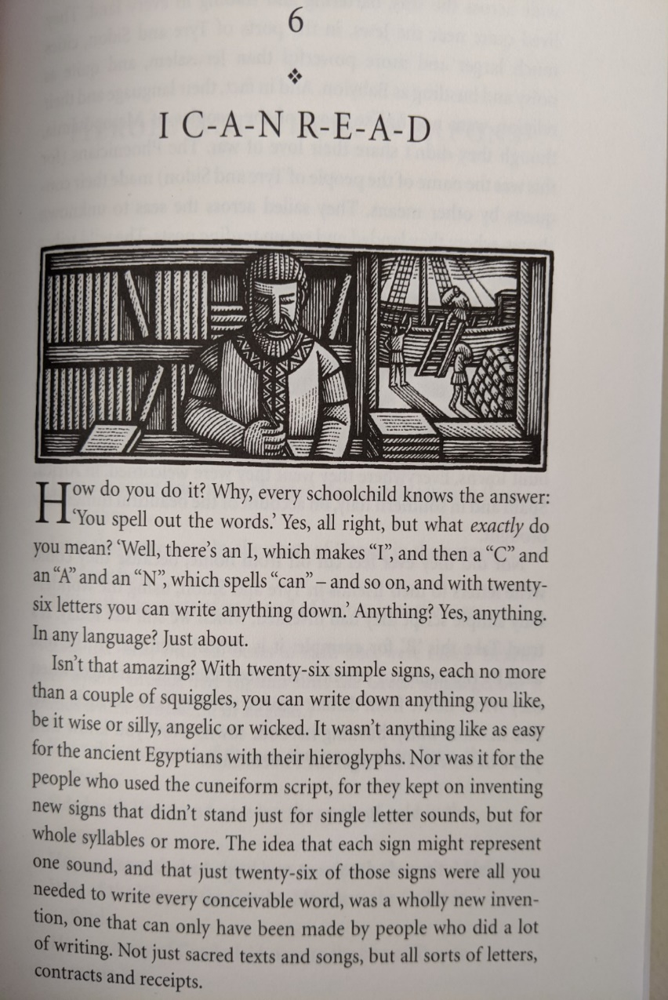 6
I C-A-N R-E-A-D
How do you do it? Why, every schoolchild knows the answer:
‘You spell out the words.’ Yes, all right, but what exactly do
you mean? ‘Well, there’s an I, which makes “I”, and then a “C” and
an “A” and an “N”, which spells “can” – and so on, and with twenty-
six letters you can write anything down.’ Anything? Yes, anything.
In any language? Just about.
Isn’t that amazing? With twenty-six simple signs, each no more
than a couple of squiggles, you can write down anything you like,
be it wise or silly, angelic or wicked. It wasn’t anything like as easy
for the ancient Egyptians with their hieroglyphs. Nor was it for the
people who used the cuneiform script, for they kept on inventing
new signs that didn’t stand just for single letter sounds, but for
whole syllables or more. The idea that each sign might represent
one sound, and that just twenty-six of those signs were all you
needed to write every conceivable word, was a wholly new inven-
tion, one that can only have been made by people who did a lot
of writing. Not just sacred texts and songs, but all sorts of letters,
contracts and receipts.